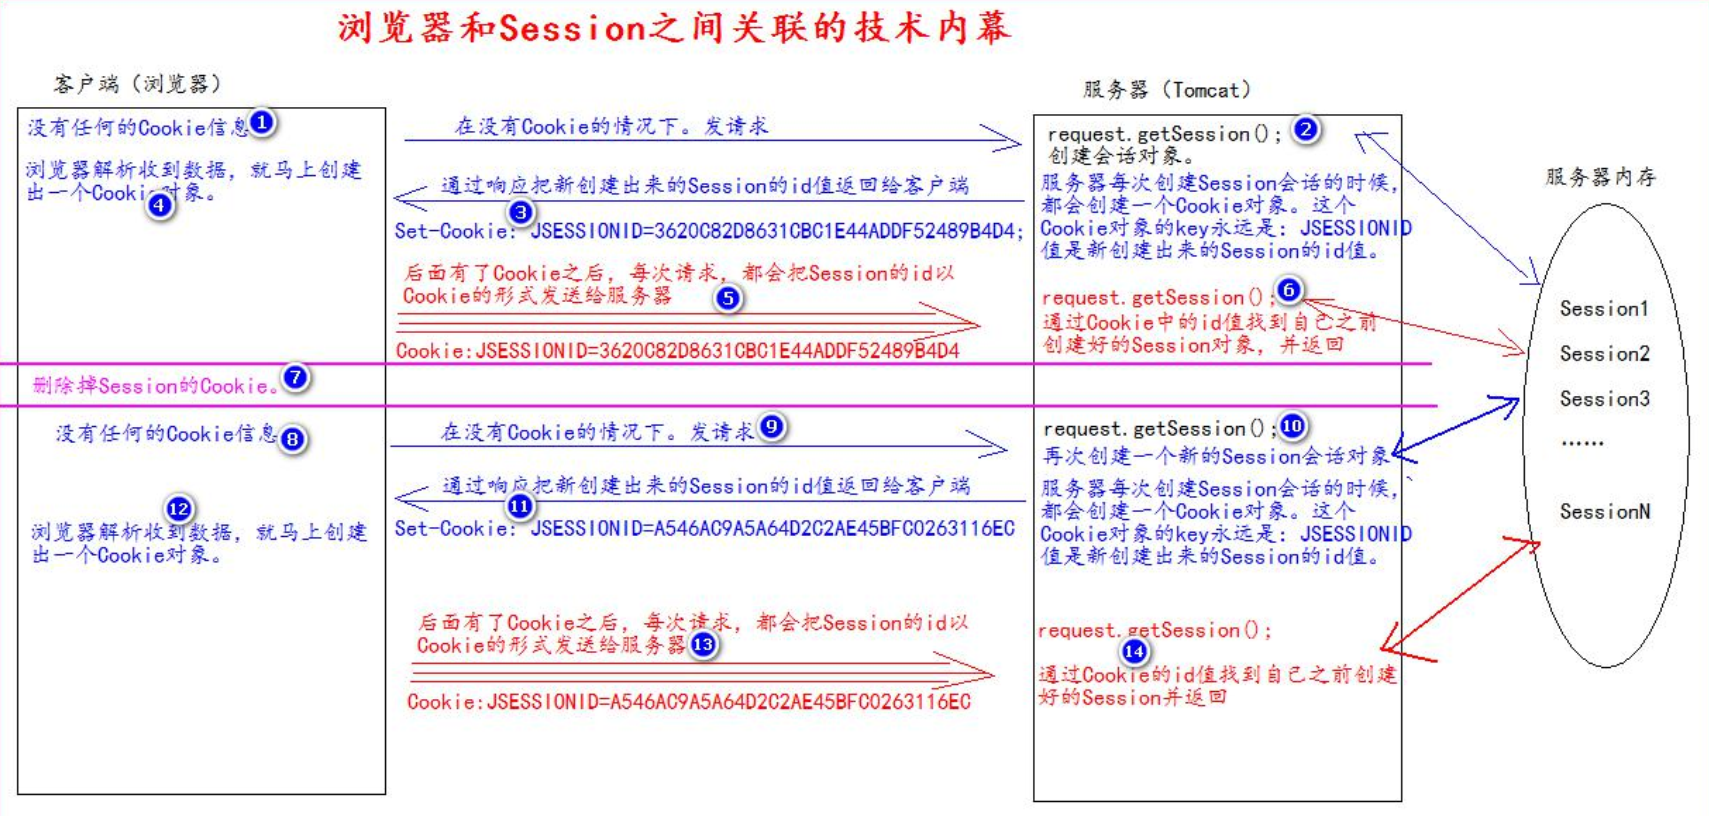 浏览器和Session之间关联的技术内幕
客户端（浏览器）
服务器（Tomcat）
服务器内存
没有任何的Cookie信息 1
在没有Cookie的情况下。发请求
request.getSession(); 2
创建会话对象。
服务器每次创建Session会话的时候，
都会创建一个Cookie对象。这个
Cookie对象的key永远是：JSESSIONID
值是新创建出来的Session的id值。
通过响应把新创建出来的Session的id值返回给客户端
3
Set-Cookie: JSESSIONID=3620C82D8631CBC1E44ADDF52489B4D4;
浏览器解析收到数据，就马上创建
出一个Cookie对象。
4
后面有了Cookie之后，每次请求，都会把Session的id以
Cookie的形式发送给服务器 5
Cookie:JSESSIONID=3620C82D8631CBC1E44ADDF52489B4D4
request.getSession(); 6
通过Cookie中的id值找到自己之前
创建好的Session对象，并返回
Session1
Session2
Session3
……
SessionN
删除掉Session的Cookie。 7
没有任何的Cookie信息 8
在没有Cookie的情况下。发请求 9
request.getSession(); 10
再次创建一个新的Session会话对象
服务器每次创建Session会话的时候，
都会创建一个Cookie对象。这个
Cookie对象的key永远是：JSESSIONID
值是新创建出来的Session的id值。
通过响应把新创建出来的Session的id值返回给客户端
11
Set-Cookie: JSESSIONID=A546AC9A5A64D2C2AE45BFC0263116EC
12
浏览器解析收到数据，就马上创建
出一个Cookie对象。
后面有了Cookie之后，每次请求，都会把Session的id以
Cookie的形式发送给服务器 13
Cookie:JSESSIONID=A546AC9A5A64D2C2AE45BFC0263116EC
request.getSession();
14
通过Cookie的id值找到自己之前创建
好的Session并返回